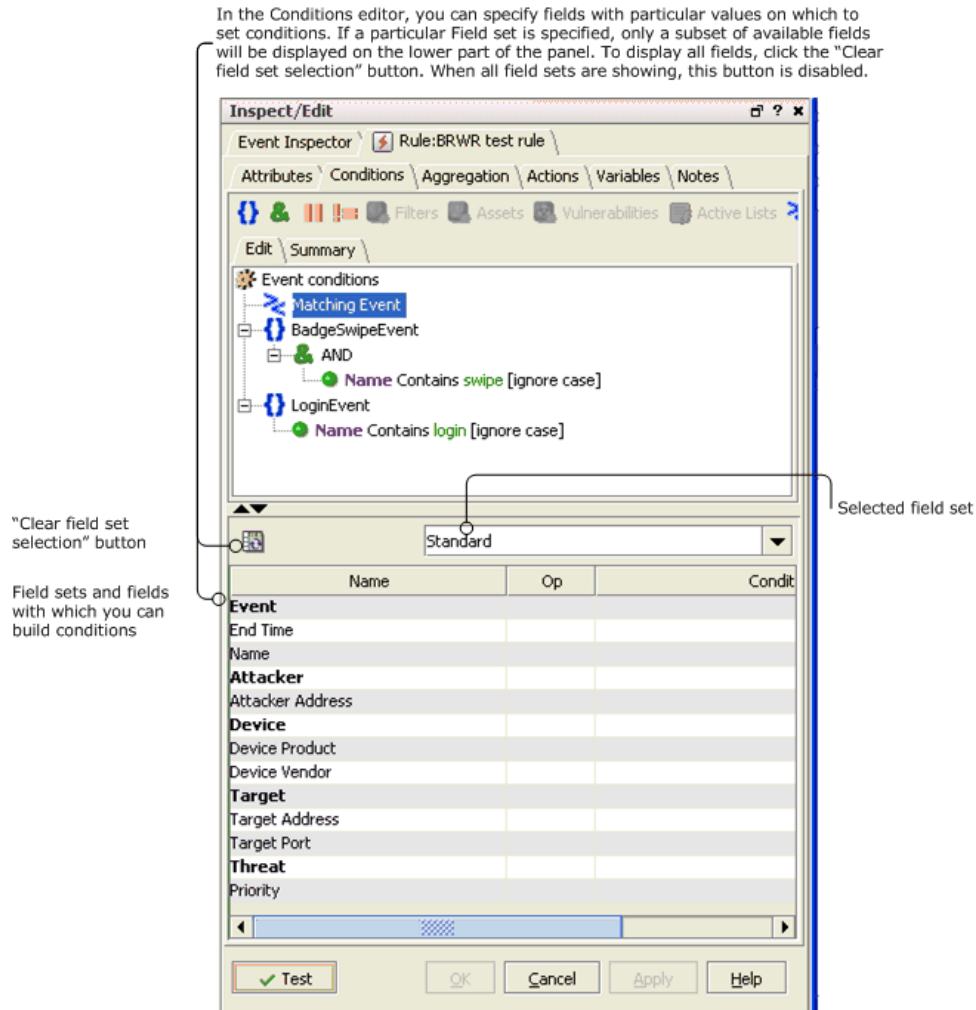 In the Conditions editor, you can specify fields with particular values on which to
set conditions. If a particular Field set is specified, only a subset of available fields
will be displayed on the lower part of the panel. To display all fields, click the “Clear
field set selection” button. When all field sets are showing, this button is disabled.
Inspect/Edit
Event Inspector Rule:BRWR test rule
Attributes Conditions Aggregation Actions Variables Notes
Filters Assets Vulnerabilities Active Lists
Edit Summary
Event conditions
Matching Event
BadgeSwipeEvent
AND
Name Contains swipe [ignore case]
LoginEvent
Name Contains login [ignore case]
Selected field set
“Clear field set
selection” button
Standard
Field sets and fields
with which you can
build conditions
Name Op Condit
Event
End Time
Name
Attacker
Attacker Address
Device
Device Product
Device Vendor
Target
Target Address
Target Port
Threat
Priority
Test OK Cancel Apply Help